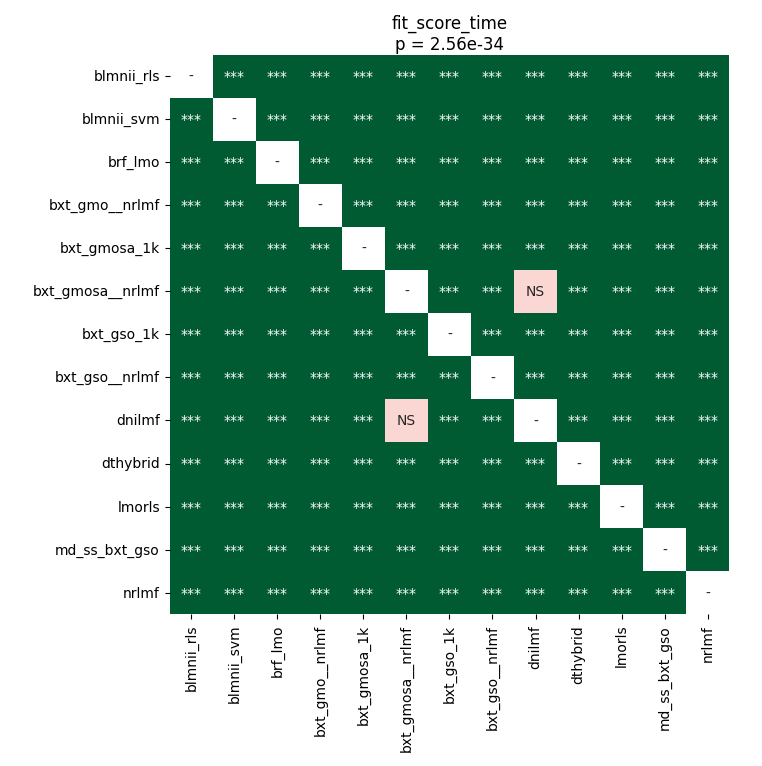 fit_score_time
p = 2.56e-34
blmnii_rls - *** *** *** *** *** *** *** *** *** *** *** ***
blmnii_svm *** - *** *** *** *** *** *** *** *** *** *** ***
brf_lmo *** *** - *** *** *** *** *** *** *** *** *** ***
bxt_gmo__nrlmf *** *** *** - *** *** *** *** *** *** *** *** ***
bxt_gmosa_1k *** *** *** *** - *** *** *** *** *** *** *** ***
bxt_gmosa__nrlmf *** *** *** *** *** - *** *** NS *** *** *** ***
bxt_gso_1k *** *** *** *** *** *** - *** *** *** *** *** ***
bxt_gso__nrlmf *** *** *** *** *** *** *** - *** *** *** *** ***
dnilmf *** *** *** *** *** NS *** *** - *** *** *** ***
dthybrid *** *** *** *** *** *** *** *** *** - *** *** ***
lmorls *** *** *** *** *** *** *** *** *** *** - *** ***
md_ss_bxt_gso *** *** *** *** *** *** *** *** *** *** *** - ***
nrlmf *** *** *** *** *** *** *** *** *** *** *** *** -
blmnii_rls
blmnii_svm
brf_lmo
bxt_gmo__nrlmf
bxt_gmosa_1k
bxt_gmosa__nrlmf
bxt_gso_1k
bxt_gso__nrlmf
dnilmf
dthybrid
lmorls
md_ss_bxt_gso
nrlmf